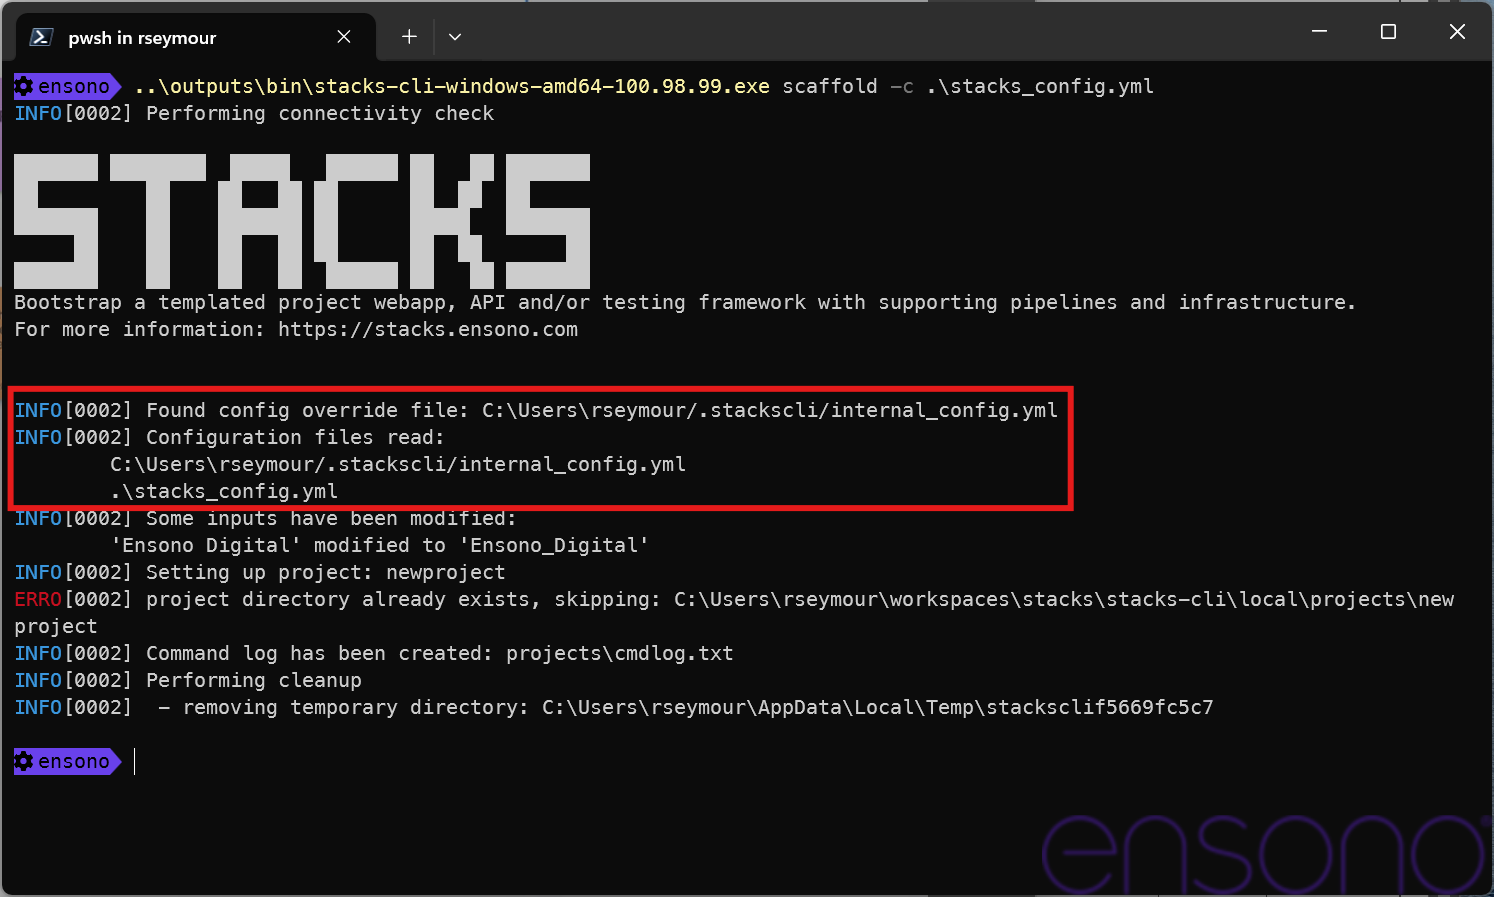 pwsh in rseymour
ensono ..\outputs\bin\stacks-cli-windows-amd64-100.98.99.exe scaffold -c .\stacks_config.yml
INFO[0002] Performing connectivity check
STACKS
Bootstrap a templated project webapp, API and/or testing framework with supporting pipelines and infrastructure.
For more information: https://stacks.ensono.com
INFO[0002] Found config override file: C:\Users\rseymour/.stackscli/internal_config.yml
INFO[0002] Configuration files read:
C:\Users\rseymour/.stackscli/internal_config.yml
.\stacks_config.yml
INFO[0002] Some inputs have been modified:
'Ensono Digital' modified to 'Ensono_Digital'
INFO[0002] Setting up project: newproject
ERRO[0002] project directory already exists, skipping: C:\Users\rseymour\workspaces\stacks\stacks-cli\local\projects\new
project
INFO[0002] Command log has been created: projects\cmdlog.txt
INFO[0002] Performing cleanup
INFO[0002]  - removing temporary directory: C:\Users\rseymour\AppData\Local\Temp\stacksclif5669fc5c7
ensono
ensono